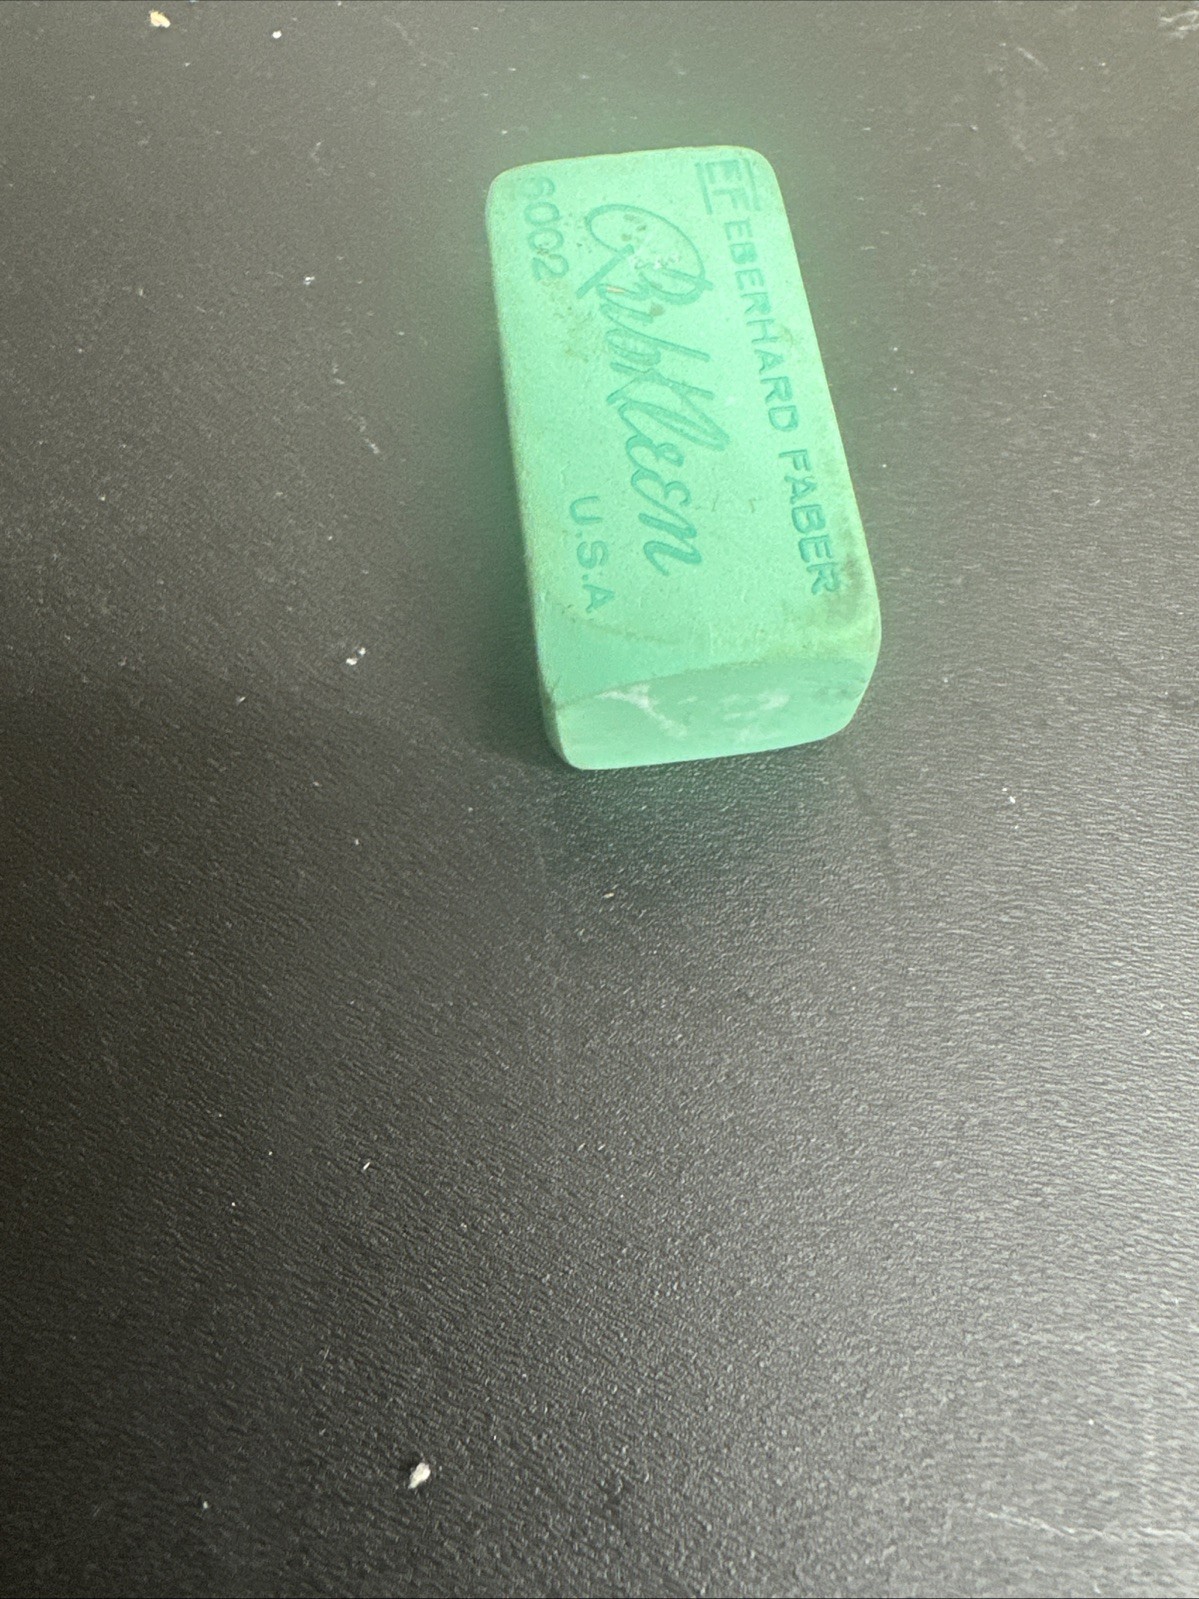 EF EBERHARD FABER
RubKleen
6002 U.S.A